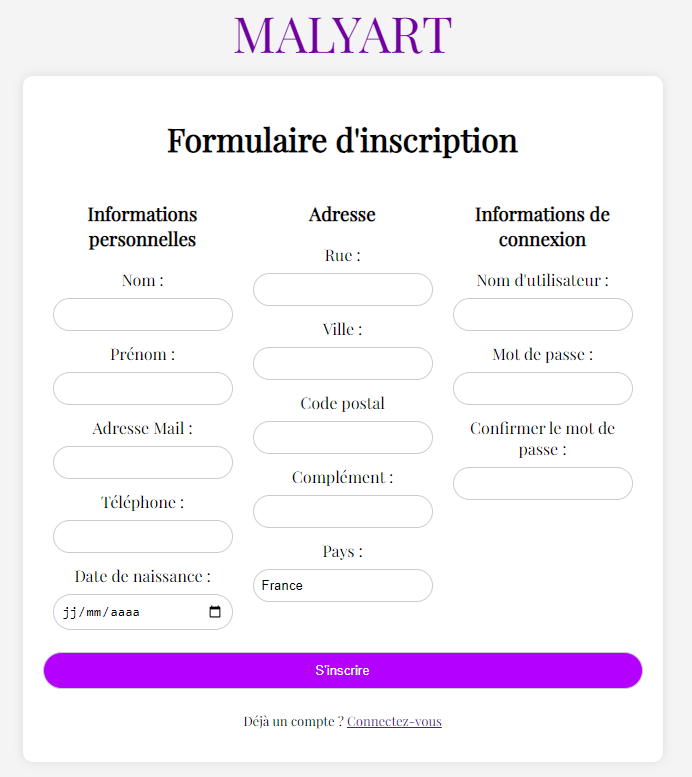 MALYART
Formulaire d'inscription
Informations
personnelles
Nom :
Prénom :
Adresse Mail :
Téléphone :
Date de naissance :
jj/mm/aaaa
Adresse
Rue :
Ville :
Code postal
Complément :
Pays :
France
Informations de
connexion
Nom d'utilisateur :
Mot de passe :
Confirmer le mot de
passe :
S'inscrire
Déjà un compte ? Connectez-vous